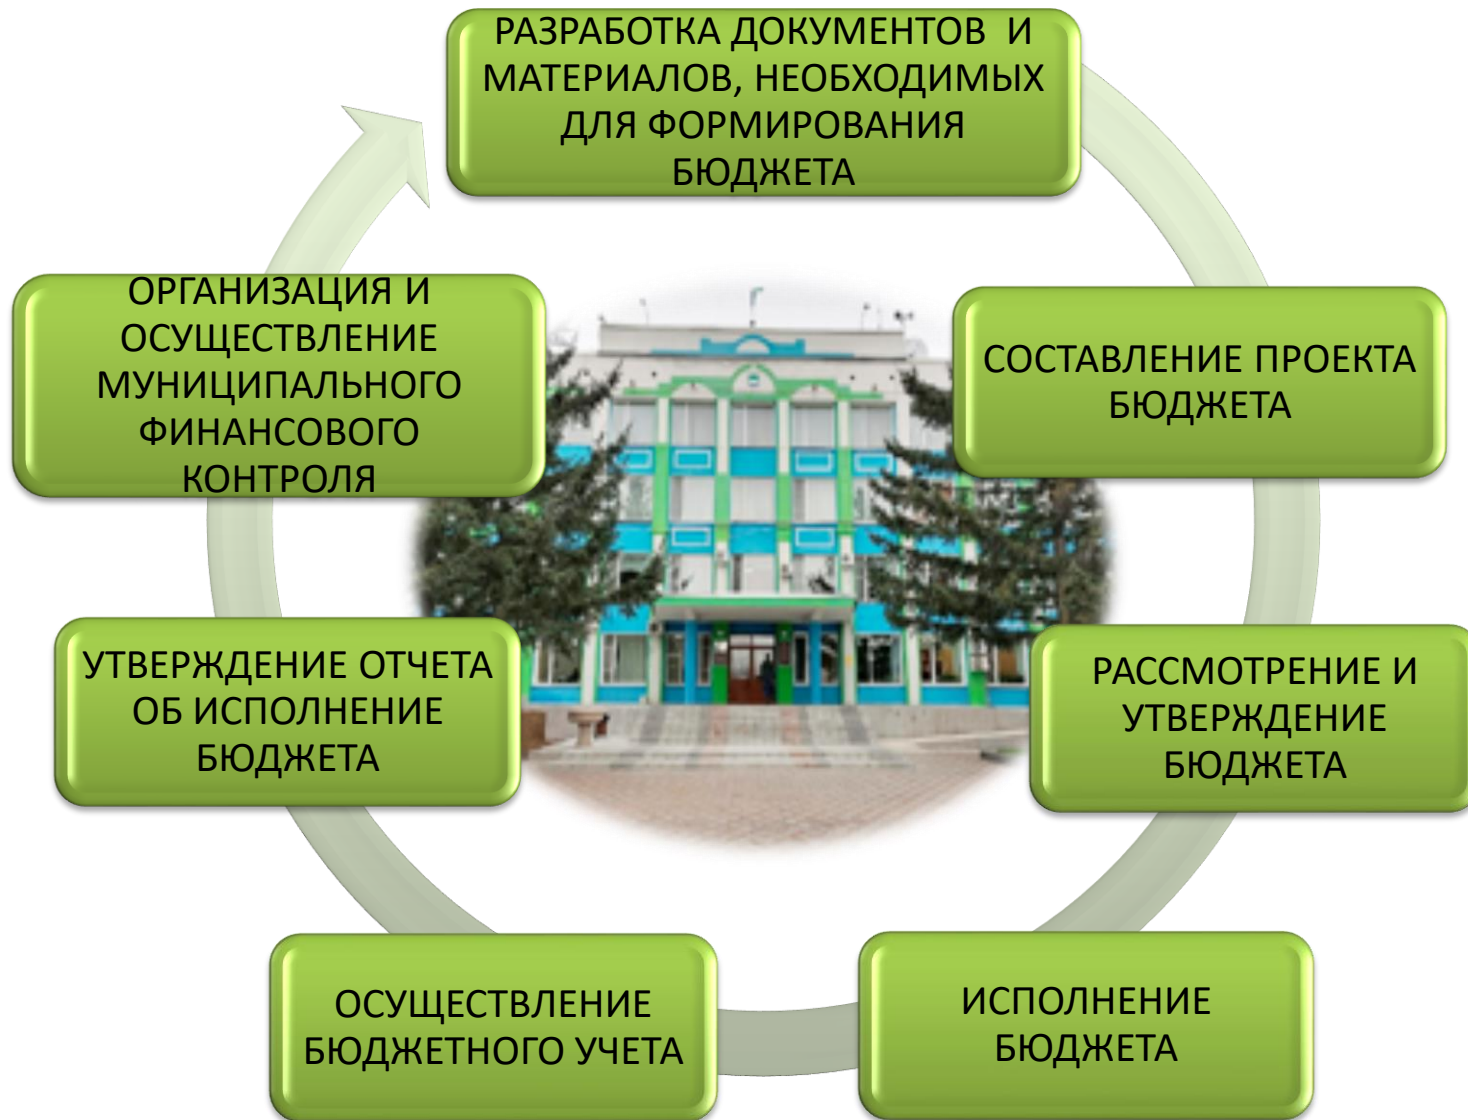 РАЗРАБОТКА ДОКУМЕНТОВ И
МАТЕРИАЛОВ, НЕОБХОДИМЫХ
ДЛЯ ФОРМИРОВАНИЯ
БЮДЖЕТА
СОСТАВЛЕНИЕ ПРОЕКТА
БЮДЖЕТА
РАССМОТРЕНИЕ И
УТВЕРЖДЕНИЕ
БЮДЖЕТА
ИСПОЛНЕНИЕ
БЮДЖЕТА
ОСУЩЕСТВЛЕНИЕ
БЮДЖЕТНОГО УЧЕТА
УТВЕРЖДЕНИЕ ОТЧЕТА
ОБ ИСПОЛНЕНИЕ
БЮДЖЕТА
ОРГАНИЗАЦИЯ И
ОСУЩЕСТВЛЕНИЕ
МУНИЦИПАЛЬНОГО
ФИНАНСОВОГО
КОНТРОЛЯ